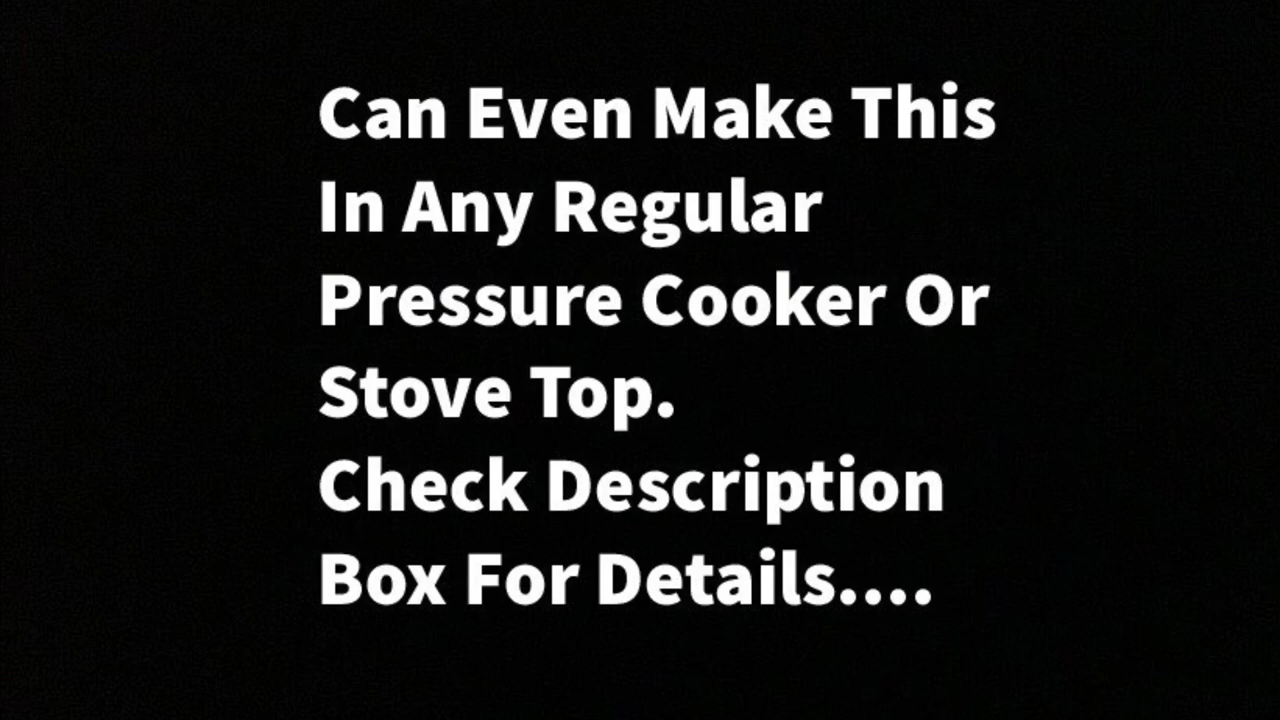 Can Even Make This
In Any Regular
Pressure Cooker Or
Stove Top.
Check Description
Box For Details....